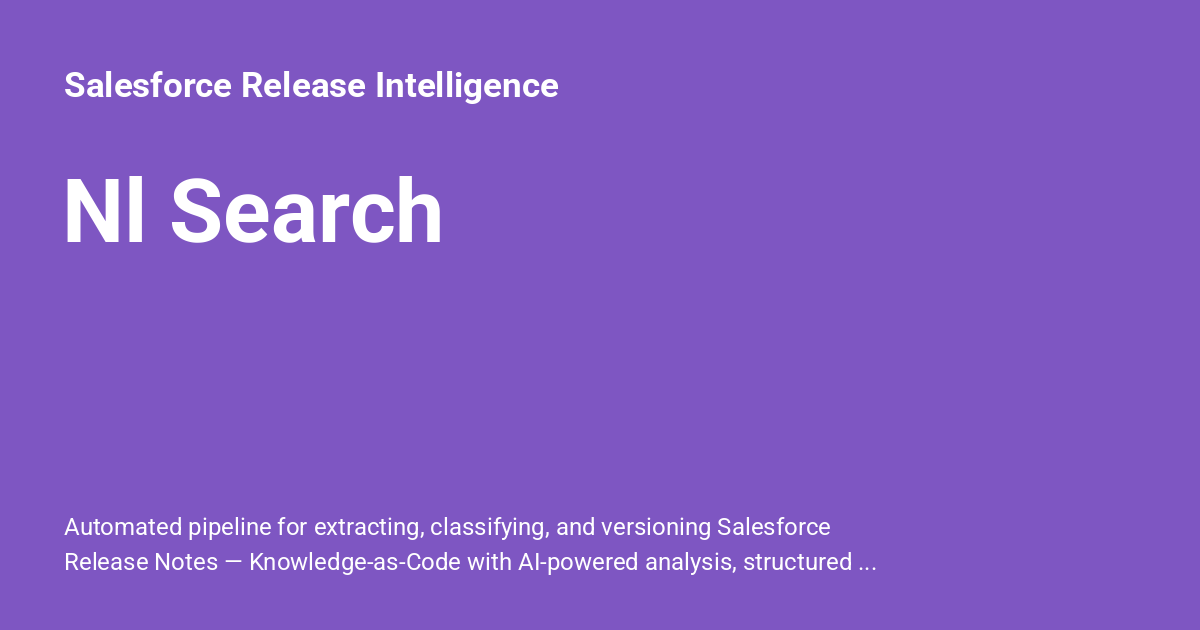 Salesforce Release Intelligence
Nl Search
Automated pipeline for extracting, classifying, and versioning Salesforce
Release Notes — Knowledge-as-Code with AI-powered analysis, structured ...